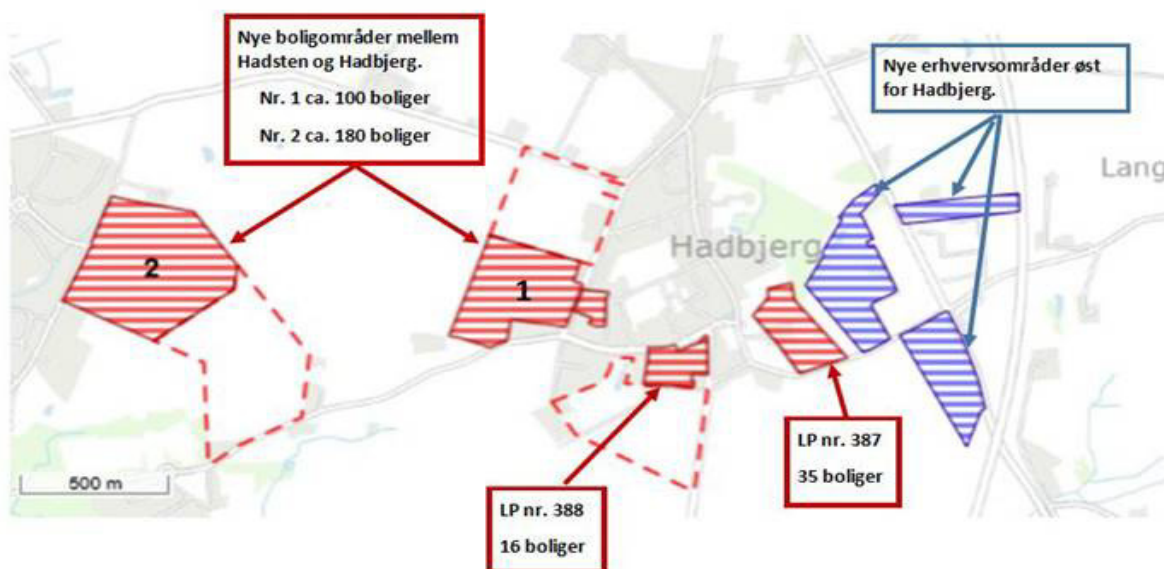 Nye boligområder mellem
Hadsten og Hadbjerg.
Nr. 1 ca. 100 boliger
Nr. 2 ca. 180 boliger
Nye erhvervsområder øst
for Hadbjerg.
Lang
Hadbjerg
2
1
500 m
LP nr. 387
35 boliger
LP nr. 388
16 boliger